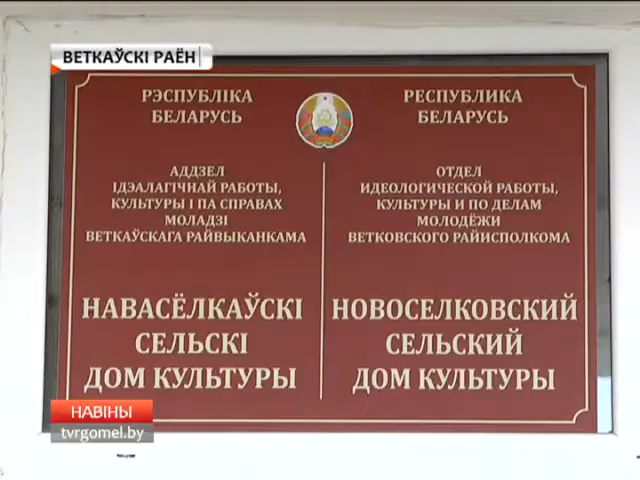 ВЕТКАЎСКІ РАЁН
РЭСПУБЛІКА
БЕЛАРУСЬ
АДДЗЕЛ
ІДЭАЛАГІЧНАЙ РАБОТЫ,
КУЛЬТУРЫ І ПА СПРАВАХ
МОЛАДЗІ
ВЕТКАЎСКАГА РАЙВЫКАНКАМА
НАВАСЁЛКАЎСКІ
СЕЛЬСКІ
ДОМ КУЛЬТУРЫ
РЕСПУБЛИКА
БЕЛАРУСЬ
ОТДЕЛ
ИДЕОЛОГИЧЕСКОЙ РАБОТЫ,
КУЛЬТУРЫ И ПО ДЕЛАМ
МОЛОДЁЖИ
ВЕТКОВСКОГО РАЙИСПОЛКОМА
НОВОСЕЛКОВСКИЙ
СЕЛЬСКИЙ
ДОМ КУЛЬТУРЫ
НАВІНЫ
tvrgomel.by